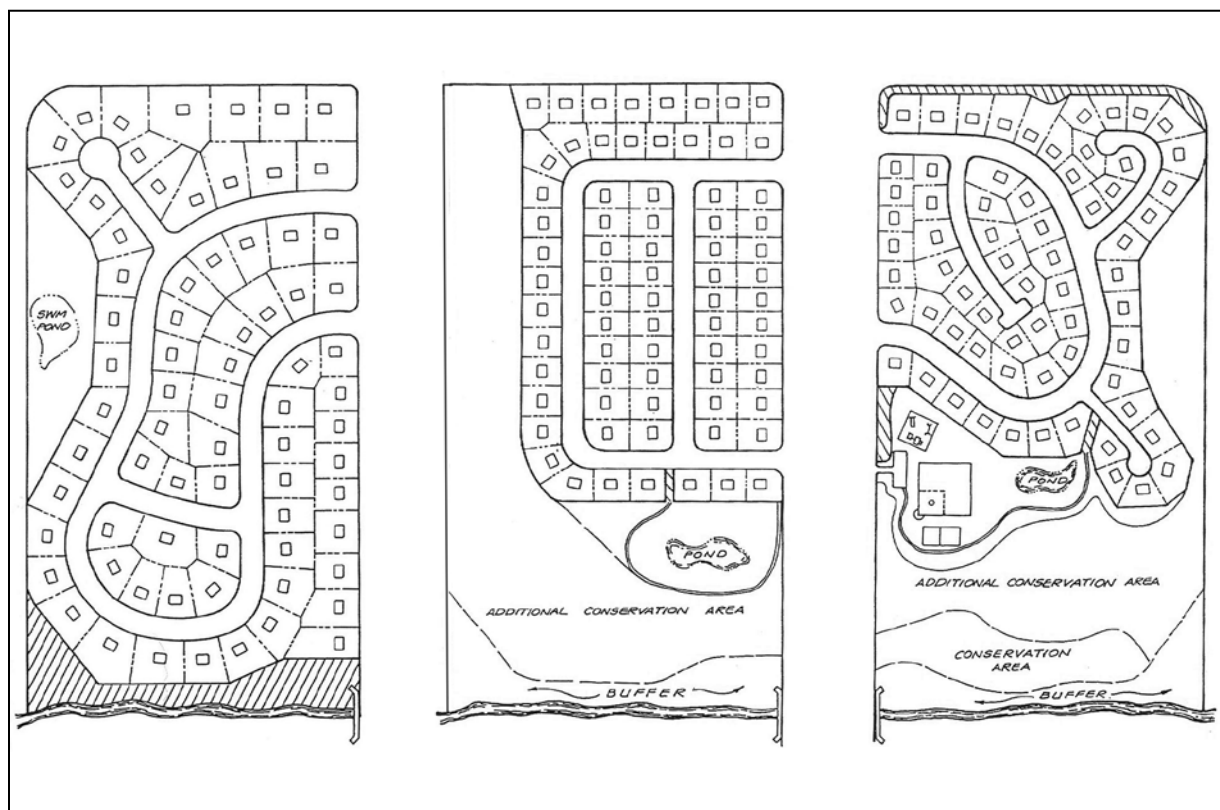 SWM
POND
POND
ADDITIONAL CONSERVATION AREA
BUFFER
POND
ADDITIONAL CONSERVATION AREA
CONSERVATION
AREA
BUFFER